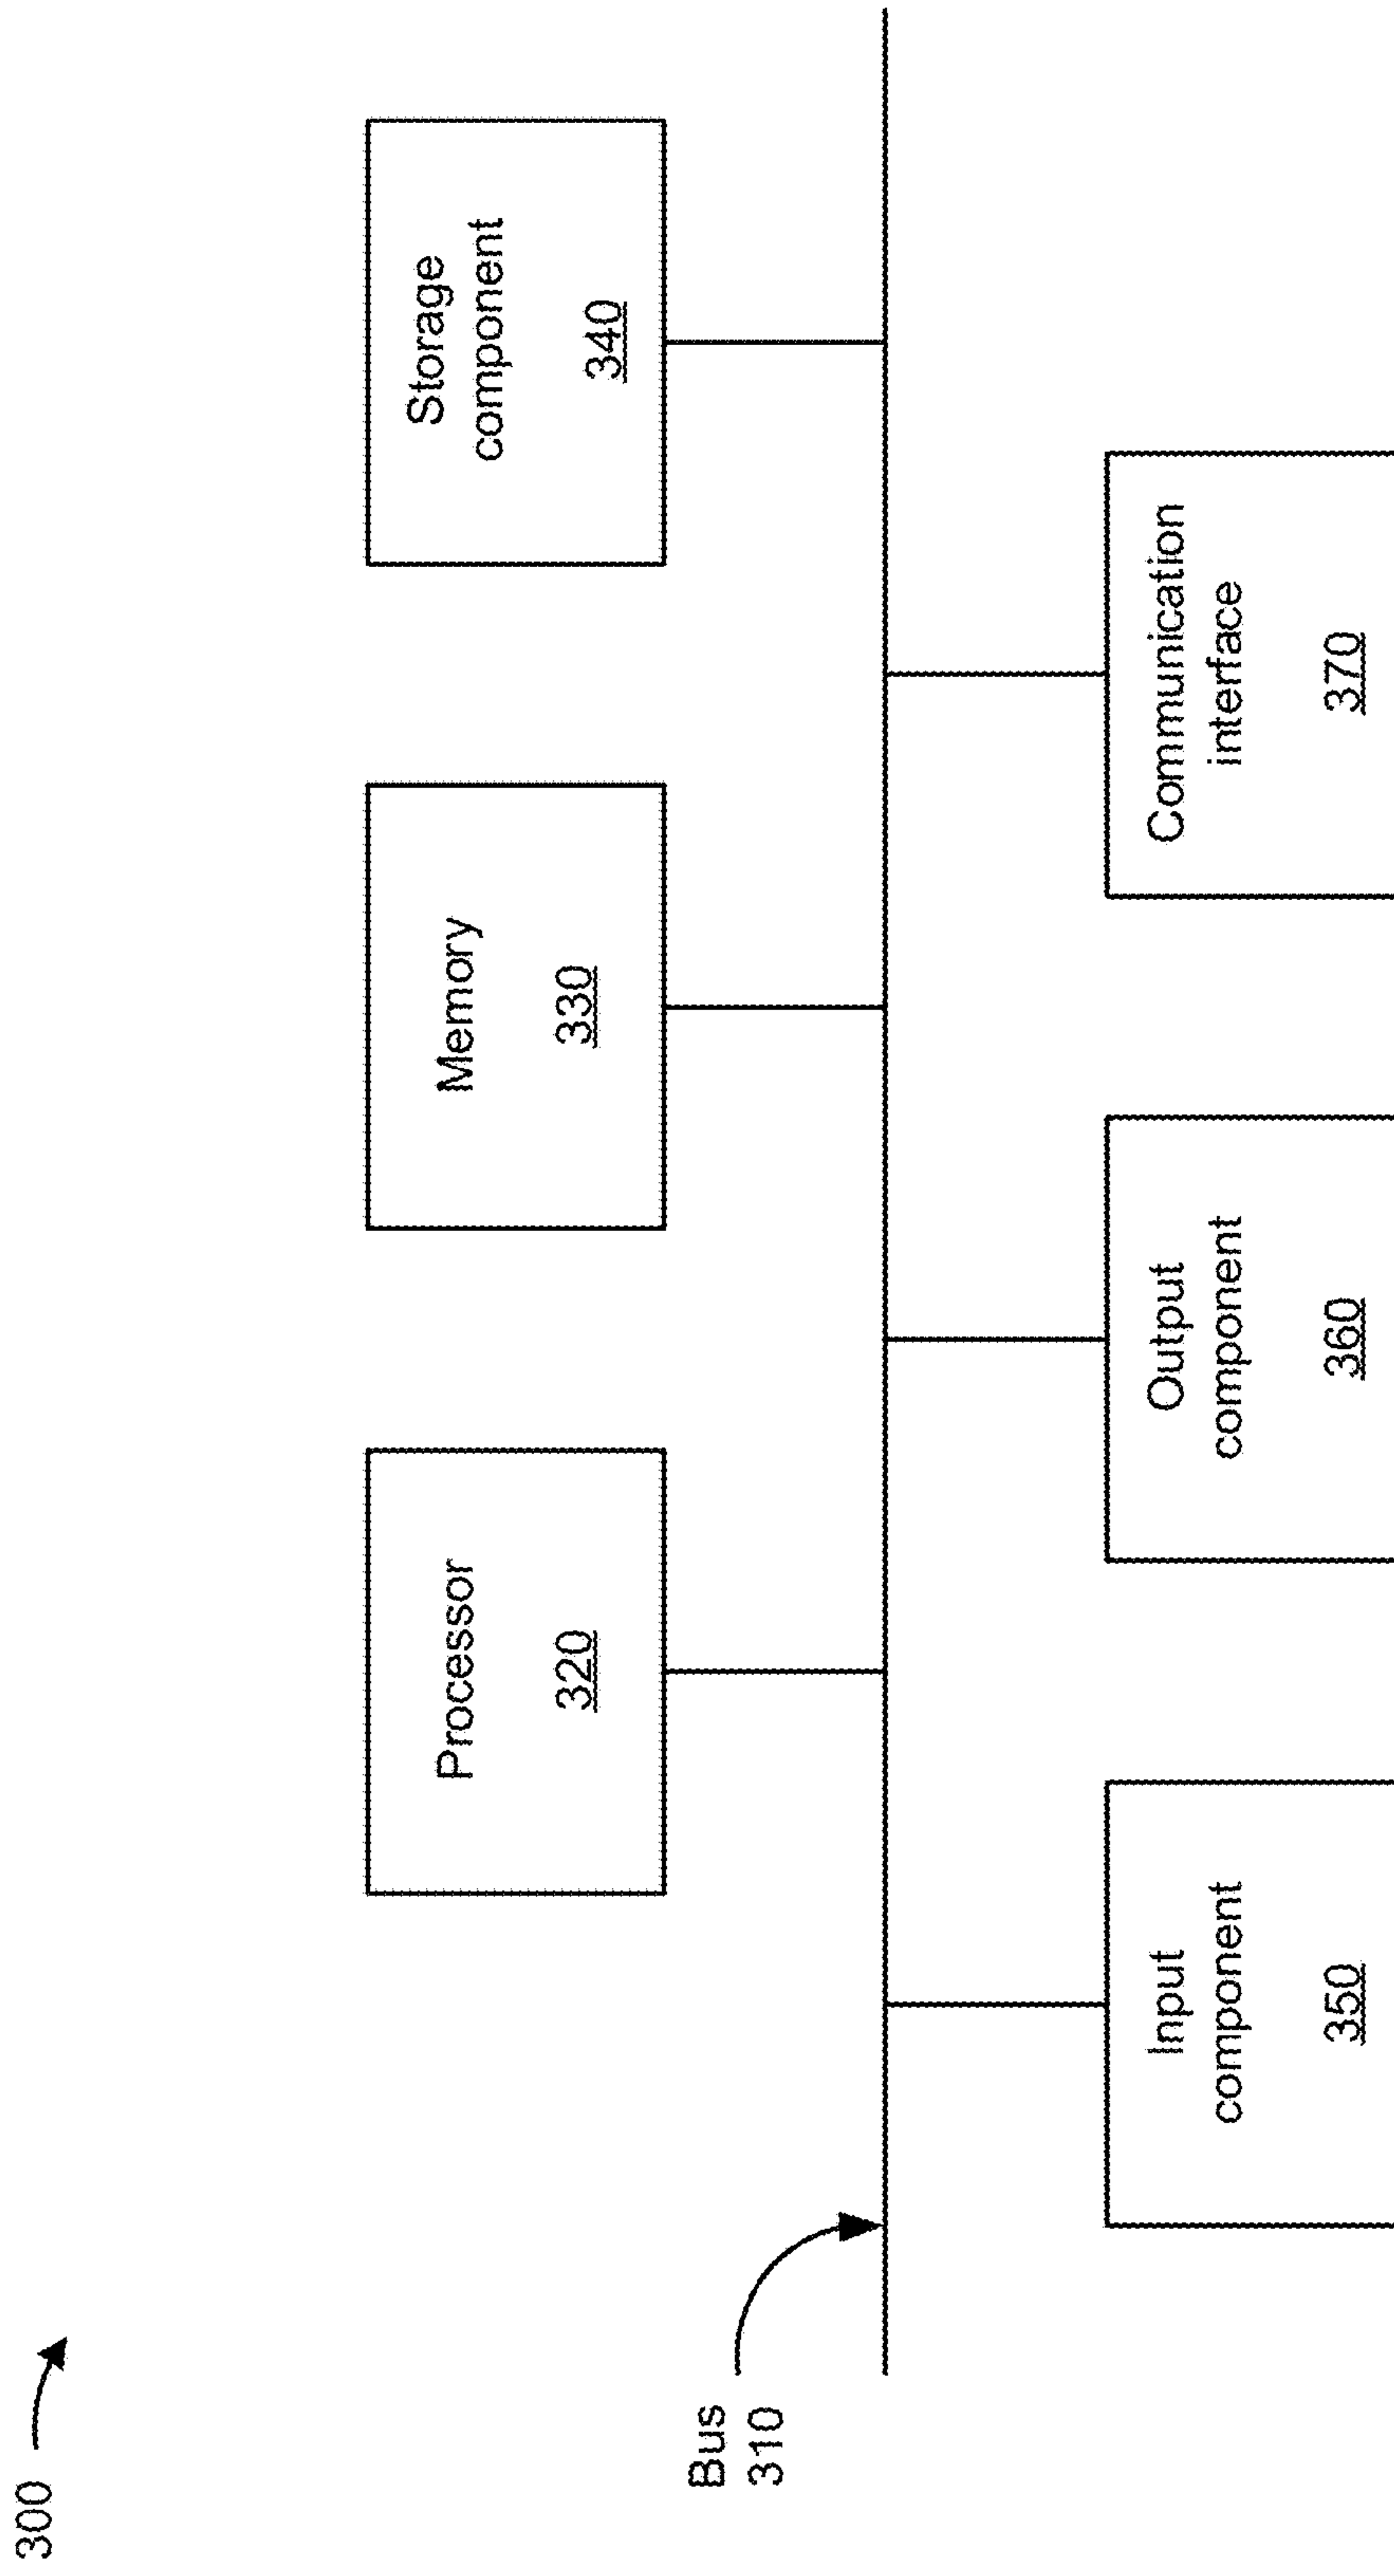 300
Processor
320
Memory
330
Storage
component
340
Bus
310
Input
component
350
Output
component
360
Communication
interface
370